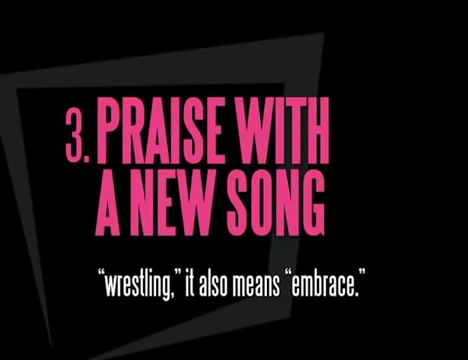 3. PRAISE WITH
A NEW SONG
“wrestling,” it also means “embrace.”